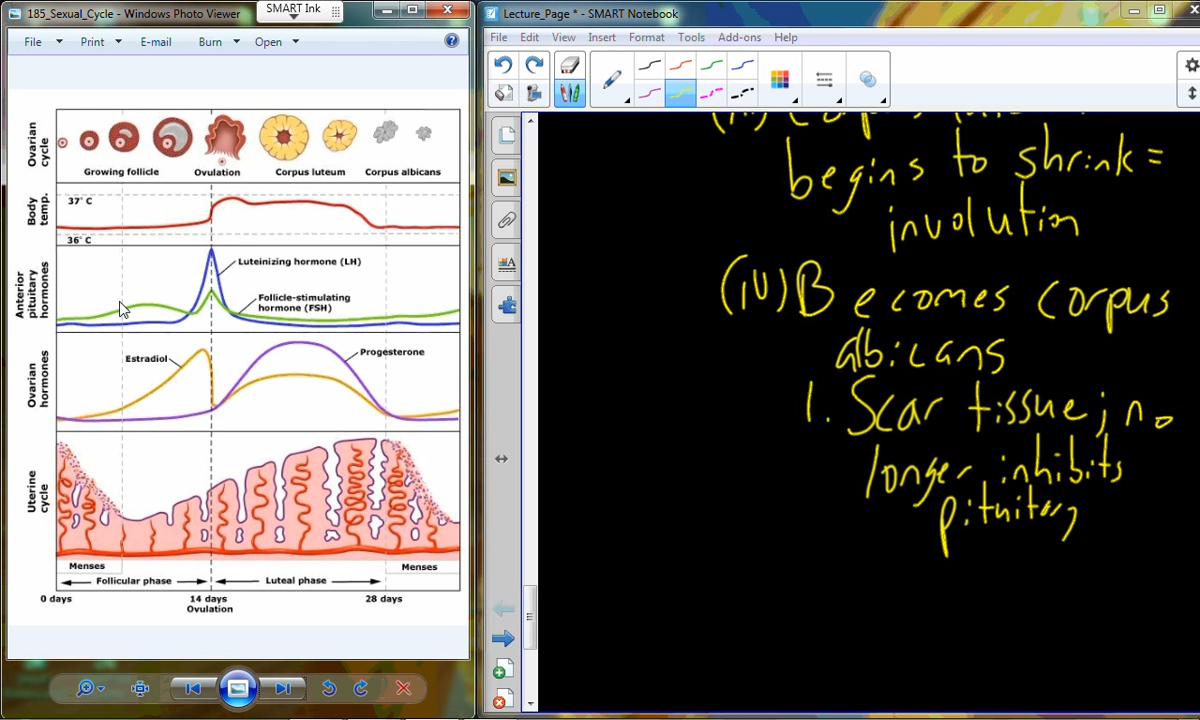 185_Sexual_Cycle - Windows Photo Viewer
SMART Ink
File Print E-mail Burn Open
Ovarian cycle
Growing follicle Ovulation Corpus luteum Corpus albicans
Body temp.
37° C
36° C
Anterior pituitary hormones
Luteinizing hormone (LH)
Follicle-stimulating
hormone (FSH)
Ovarian hormones
Estradiol
Progesterone
Uterine cycle
Menses Menses
Follicular phase Luteal phase
0 days 14 days 28 days
Ovulation
Lecture_Page * - SMART Notebook
File Edit View Insert Format Tools Add-ons Help
begins to shrink =
involution
(iv) Becomes corpus
albicans
1. Scar tissue; no
longer inhibits
pituitary